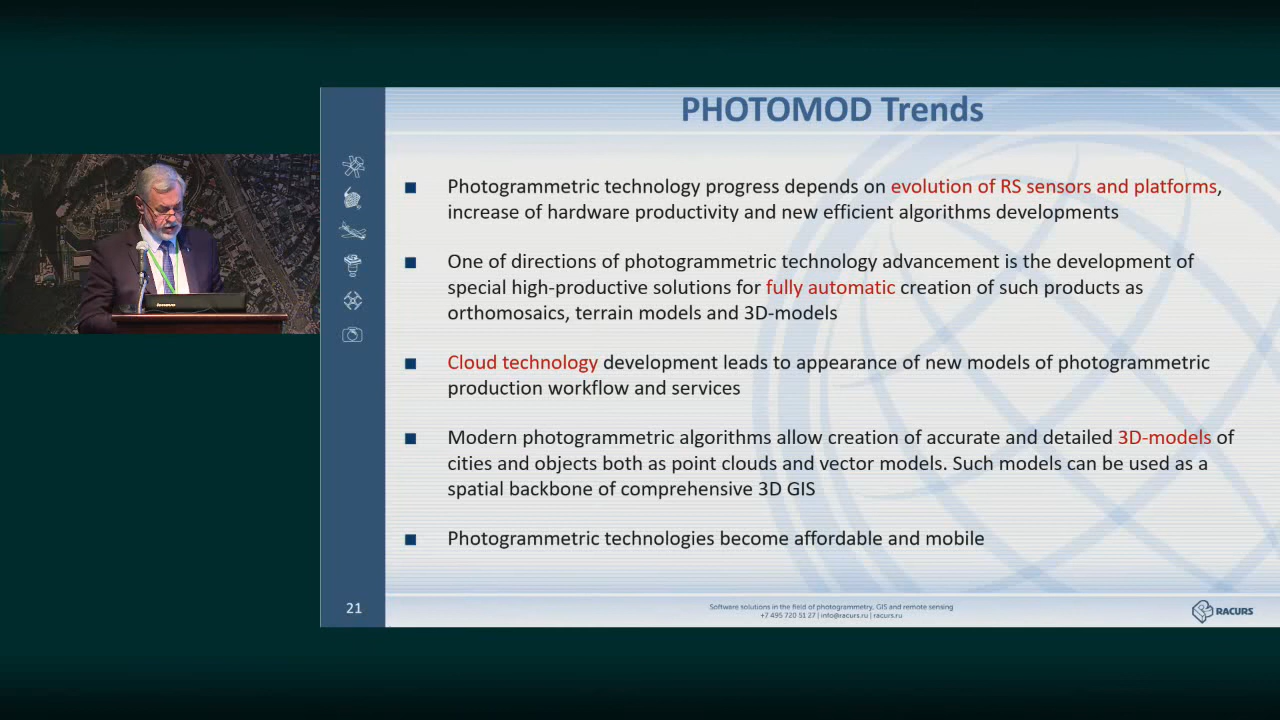 PHOTOMOD Trends
Photogrammetric technology progress depends on evolution of RS sensors and platforms,
increase of hardware productivity and new efficient algorithms developments
One of directions of photogrammetric technology advancement is the development of
special high-productive solutions for fully automatic creation of such products as
orthomosaics, terrain models and 3D-models
Cloud technology development leads to appearance of new models of photogrammetric
production workflow and services
Modern photogrammetric algorithms allow creation of accurate and detailed 3D-models of
cities and objects both as point clouds and vector models. Such models can be used as a
spatial backbone of comprehensive 3D GIS
Photogrammetric technologies become affordable and mobile
21
Software solutions in the field of photogrammetry, GIS and remote sensing
+7 495 720 51 27 | info@racurs.ru | racurs.ru
RACURS
lenovo